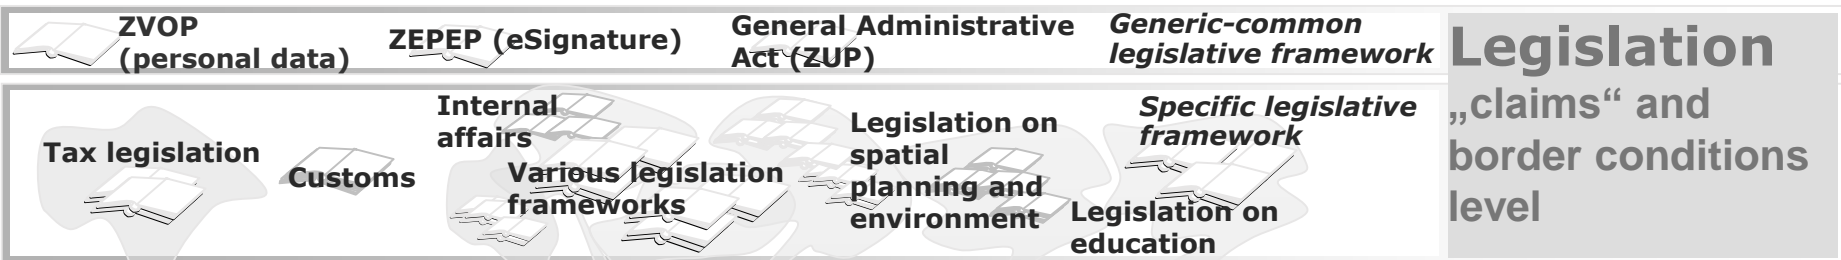 ZVOP
(personal data)
ZEPEP (eSignature)
General Administrative
Act (ZUP)
Generic-common
legislative framework
Tax legislation
Customs
Internal
affairs
Various legislation
frameworks
Legislation on
spatial
planning and
environment
Specific legislative
framework
Legislation on
education
Legislation
„claims“ and
border conditions
level